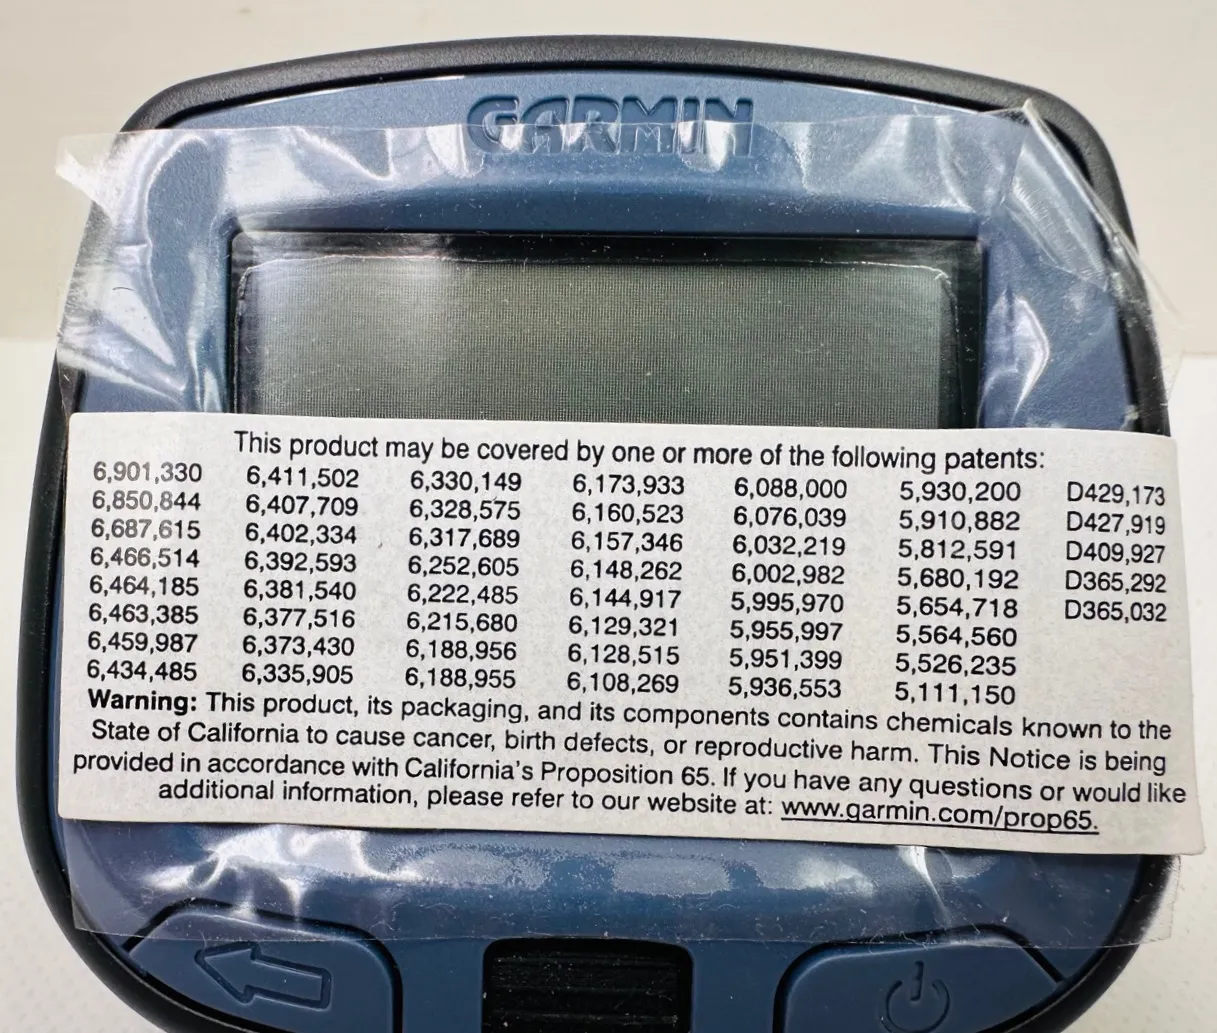 GARMIN
This product may be covered by one or more of the following patents:
6,901,330 6,411,502 6,330,149 6,173,933 6,088,000 5,930,200 D429,173
6,850,844 6,407,709 6,328,575 6,160,523 6,076,039 5,910,882 D427,919
6,687,615 6,402,334 6,317,689 6,157,346 6,032,219 5,812,591 D409,927
6,466,514 6,392,593 6,252,605 6,148,262 6,002,982 5,680,192 D365,292
6,464,185 6,381,540 6,222,485 6,144,917 5,995,970 5,654,718 D365,032
6,463,385 6,377,516 6,215,680 6,129,321 5,955,997 5,564,560
6,459,987 6,373,430 6,188,956 6,128,515 5,951,399 5,526,235
6,434,485 6,335,905 6,188,955 6,108,269 5,936,553 5,111,150
Warning: This product, its packaging, and its components contains chemicals known to the
State of California to cause cancer, birth defects, or reproductive harm. This Notice is being
provided in accordance with California's Proposition 65. If you have any questions or would like
additional information, please refer to our website at: www.garmin.com/prop65.